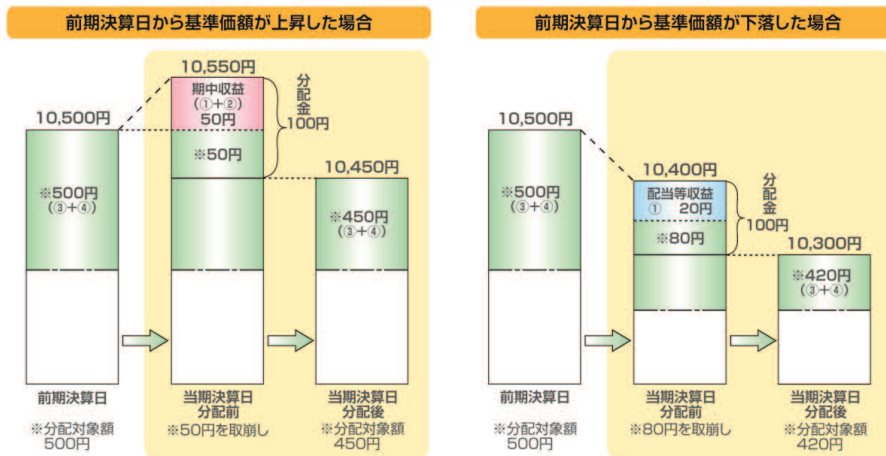 前期決算日から基準価額が上昇した場合
10,550円
期中収益
(①+②)
50円
分配金
100円
10,500円
※50円
10,450円
※500円
(③+④)
※450円
(③+④)
前期決算日
当期決算日
分配前
当期決算日
分配後
※分配対象額
500円
※50円を取崩し
※分配対象額
450円
前期決算日から基準価額が下落した場合
10,500円
10,400円
※500円
(③+④)
配当等収益
① 20円
分配金
100円
※80円
10,300円
※420円
(③+④)
前期決算日
当期決算日
分配前
当期決算日
分配後
※分配対象額
500円
※80円を取崩し
※分配対象額
420円